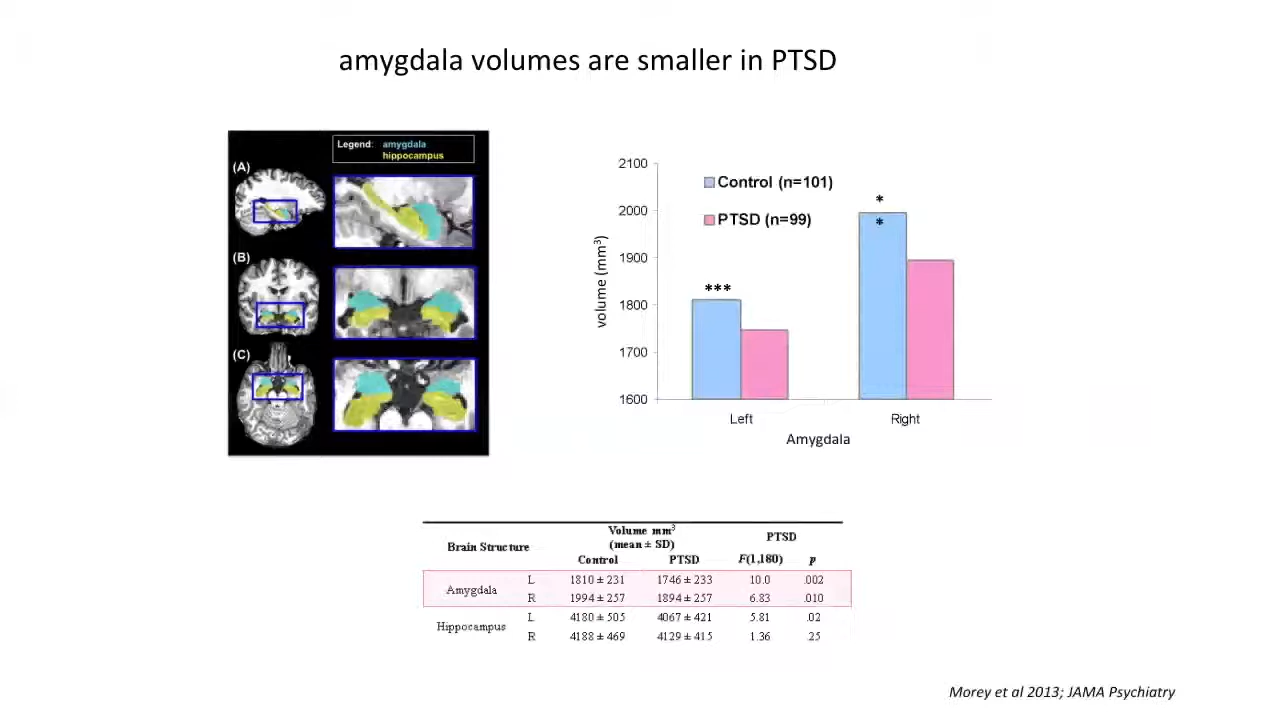 amygdala volumes are smaller in PTSD
Legend: amygdala
hippocampus
(A)
(B)
(C)
2100
2000
1900
1800
1700
1600
volume (mm³)
Control (n=101)
PTSD (n=99)
***
*
*
Left Right
Amygdala
Brain Structure Volume mm³ (mean ± SD) PTSD
Control PTSD F(1,180) p
Amygdala L 1810 ± 231 1746 ± 233 10.0 .002
R 1994 ± 257 1894 ± 257 6.83 .010
Hippocampus L 4180 ± 505 4067 ± 421 5.81 .02
R 4188 ± 469 4129 ± 415 1.36 .25
Morey et al 2013; JAMA Psychiatry